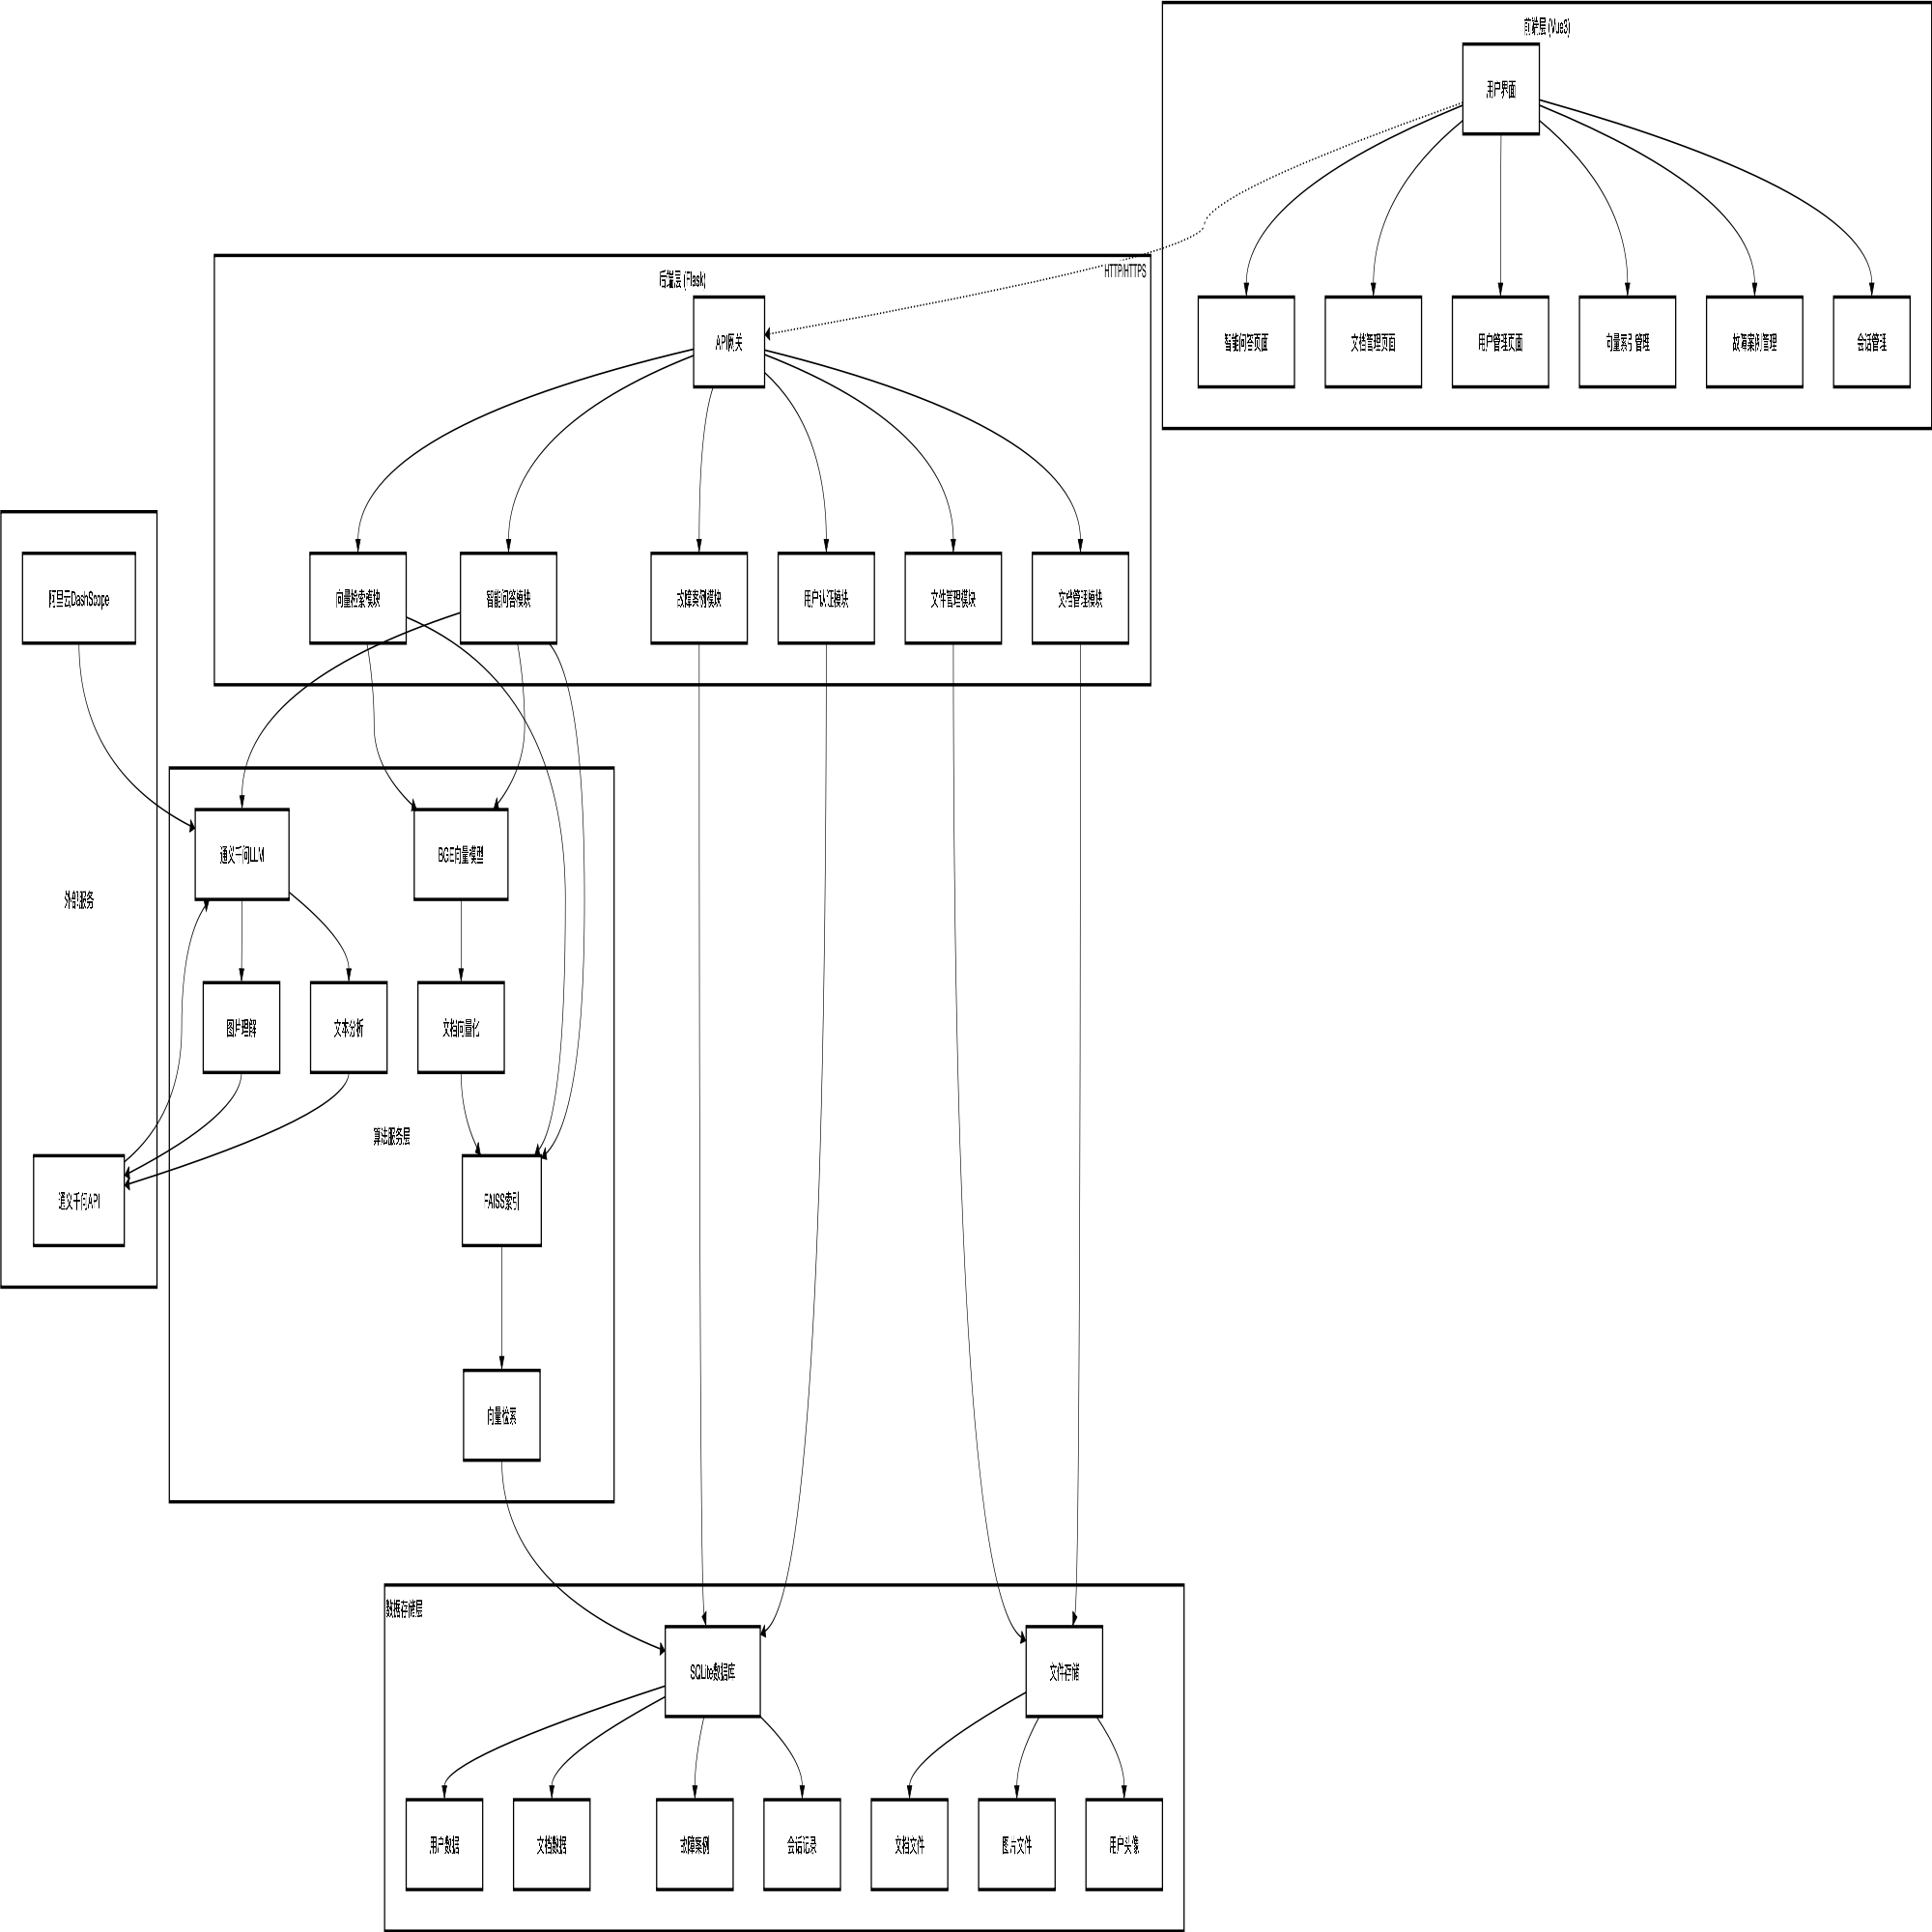 前端层 (Vue3)
用户界面
智能问答页面
文档管理页面
用户管理页面
向量索引管理
故障案例管理
会话管理
HTTP/HTTPS
后端层 (Flask)
API网关
向量检索模块
智能问答模块
故障案例模块
用户认证模块
文件管理模块
文档管理模块
阿里云DashScope
外部服务
通义千问API
通义千问LLM
BGE向量模型
图片理解
文本分析
文档向量化
算法服务层
FAISS索引
向量检索
数据存储层
SQLite数据库
文件存储
用户数据
文档数据
故障案例
会话记录
文档文件
图片文件
用户头像